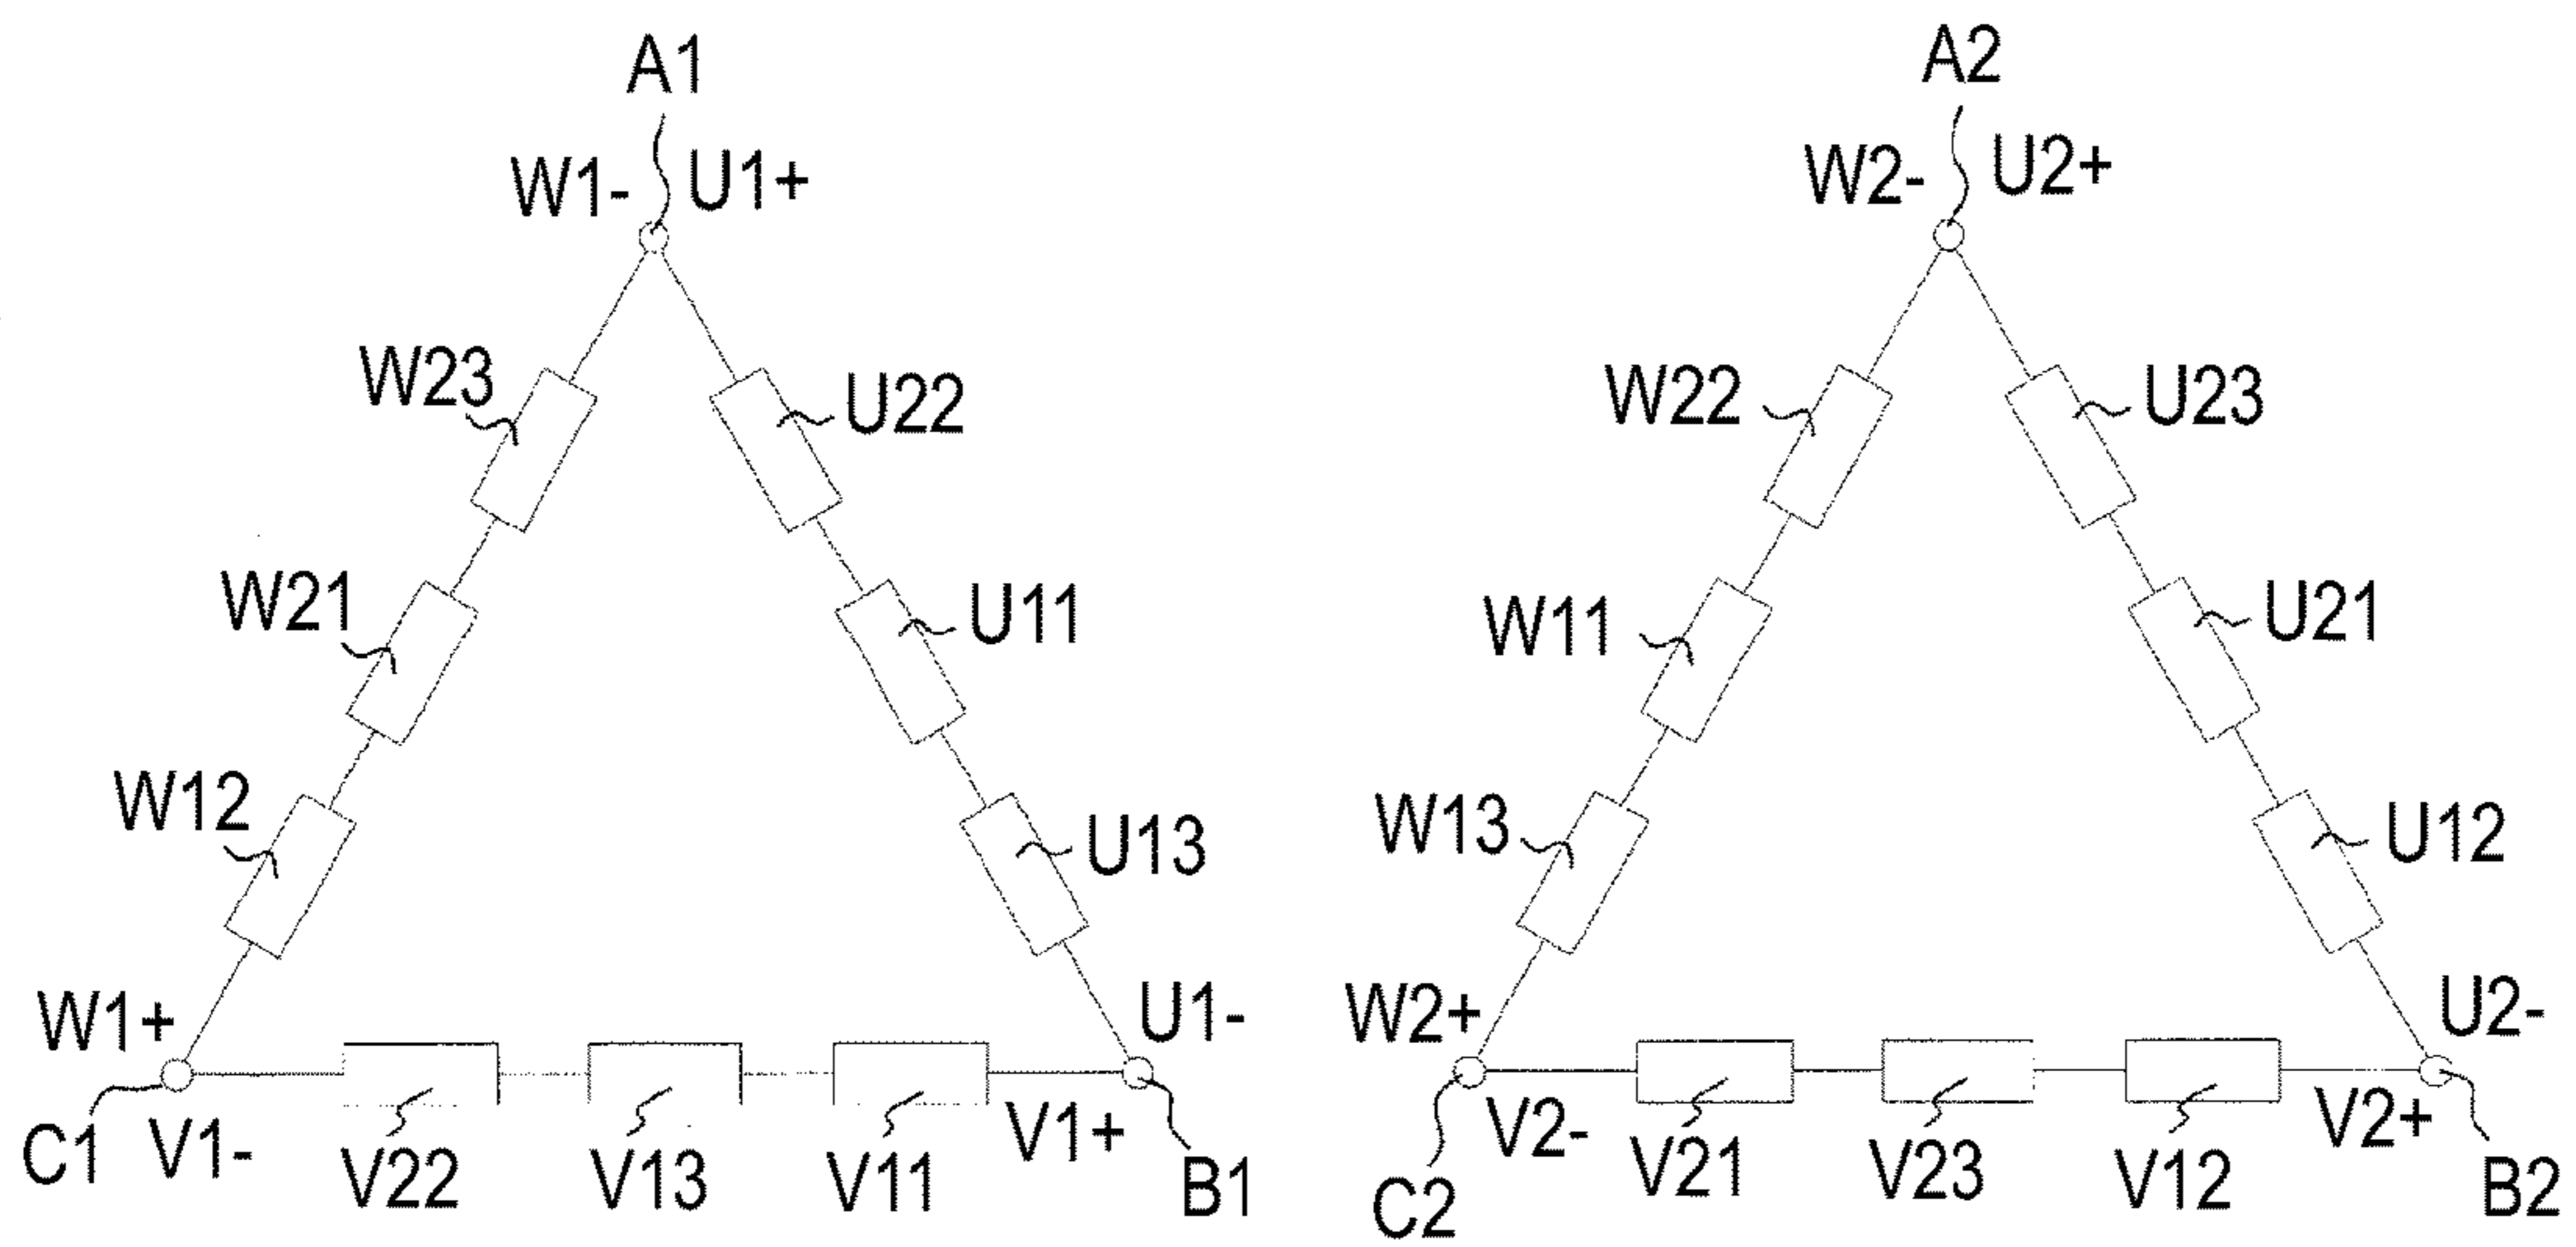 A1
W1- U1+
W23
U22
W21
U11
W12
U13
W1+
U1-
C1
V1-
V22
V13
V11
V1+
B1
A2
W2- U2+
W22
U23
W11
U21
W13
U12
W2+
U2-
C2
V2-
V21
V23
V12
V2+
B2